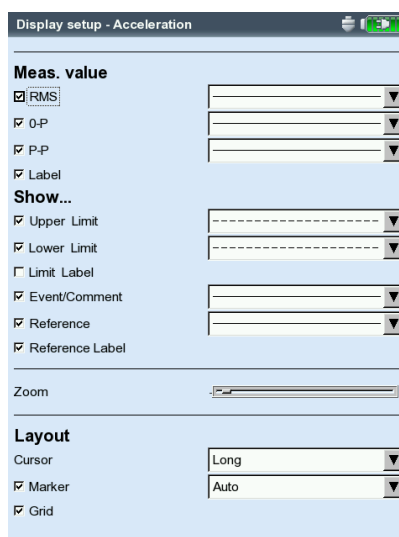 Display setup - Acceleration
Meas. value
RMS
0-P
P-P
Label
Show...
Upper Limit
Lower Limit
Limit Label
Event/Comment
Reference
Reference Label
Zoom
Layout
Cursor Long
Marker Auto
Grid